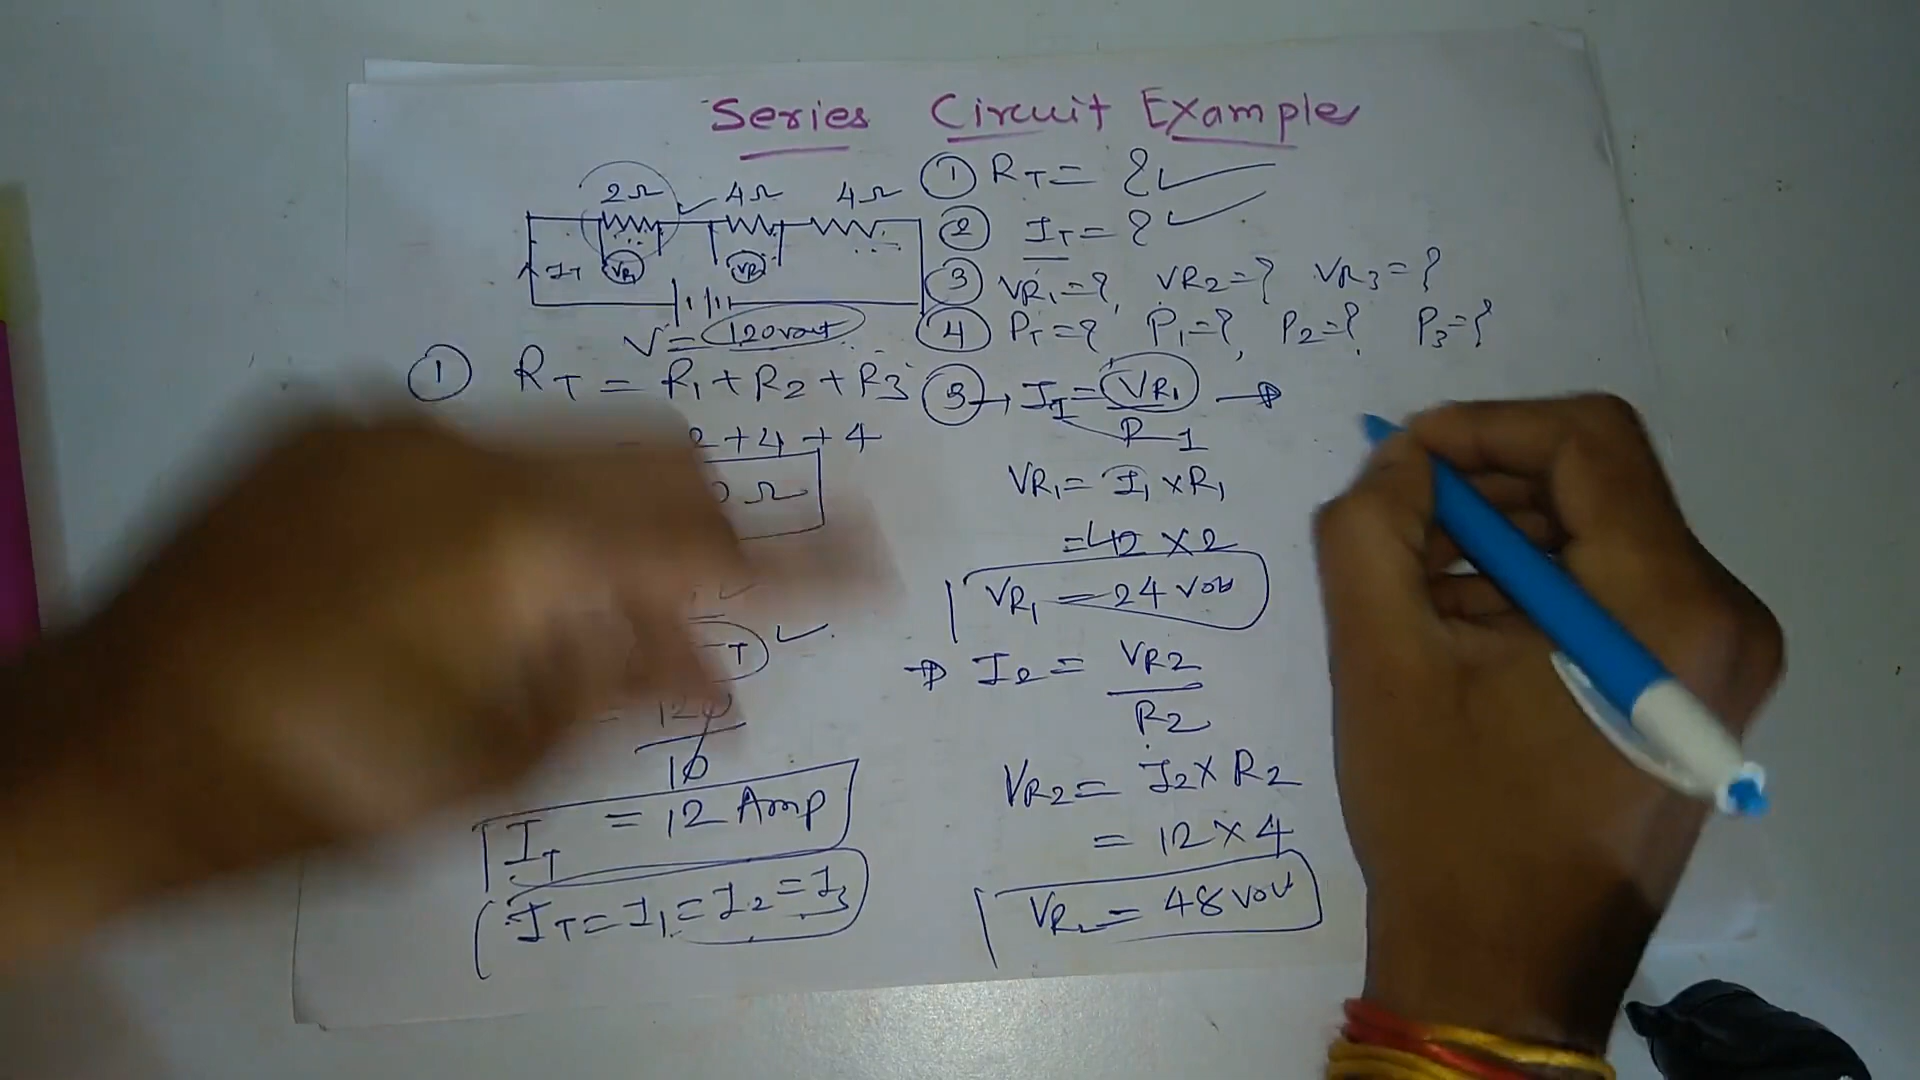 Series Circuit Example
2Ω 4Ω 4Ω
IT VR1 VR
V = 120 volt
① RT = ?
② IT = ?
③ VR1 = ?, VR2 = ? VR3 = ?
④ PT = ? P1 = ?, P2 = ?, P3 = ?
① RT = R1 + R2 + R3
2 + 4 + 4
Ω
T
= 120
10
IT = 12 Amp
IT = I1 = I2 = I3
③ → I1 = VR1 →
R1
VR1 = I1 × R1
= 12 × 2
VR1 = 24 volt
⇒ I2 = VR2
R2
VR2 = I2 × R2
= 12 × 4
VR2 = 48 volt